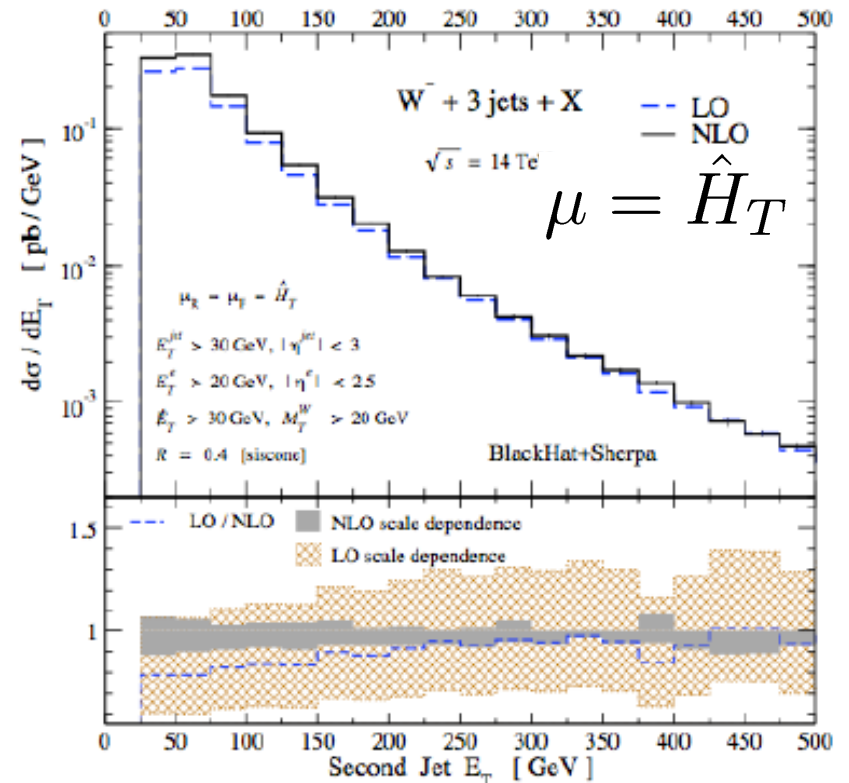 0 50 100 150 200 250 300 350 400 450 500
W⁻ + 3 jets + X
LO
NLO
√s = 14 Te
μ = Ĥ_T
10⁻¹
10⁻²
10⁻³
dσ / dE_T [ pb / GeV ]
μ_R = μ_F = Ĥ_T
E_T^jet > 30 GeV, | η^jet | < 3
E_T^e > 20 GeV, | η^e | < 2.5
E̸_T > 30 GeV, M_T^W > 20 GeV
R = 0.4 [siscone]
BlackHat+Sherpa
LO / NLO
NLO scale dependence
LO scale dependence
1.5
1
0 50 100 150 200 250 300 350 400 450 500
Second Jet E_T [ GeV ]